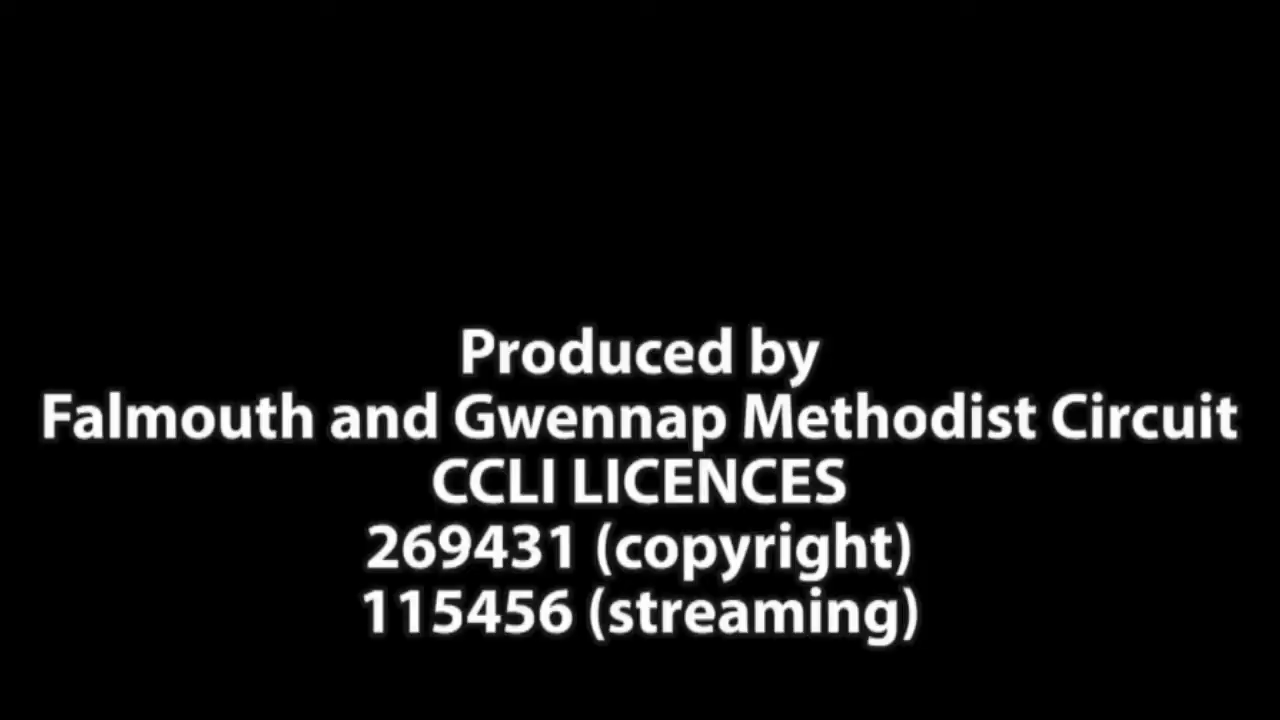 Produced by
Falmouth and Gwennap Methodist Circuit
CCLI LICENCES
269431 (copyright)
115456 (streaming)